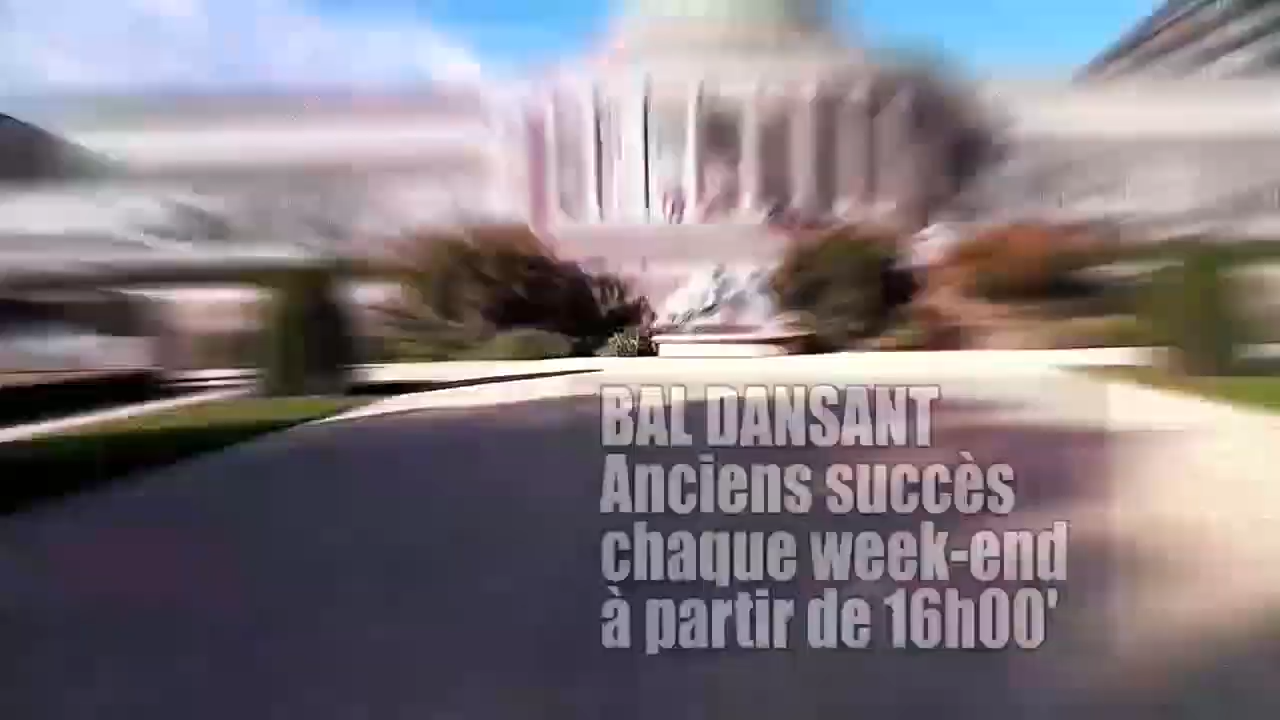 BAL DANSANT
Anciens succès
chaque week-end
à partir de 16h00'